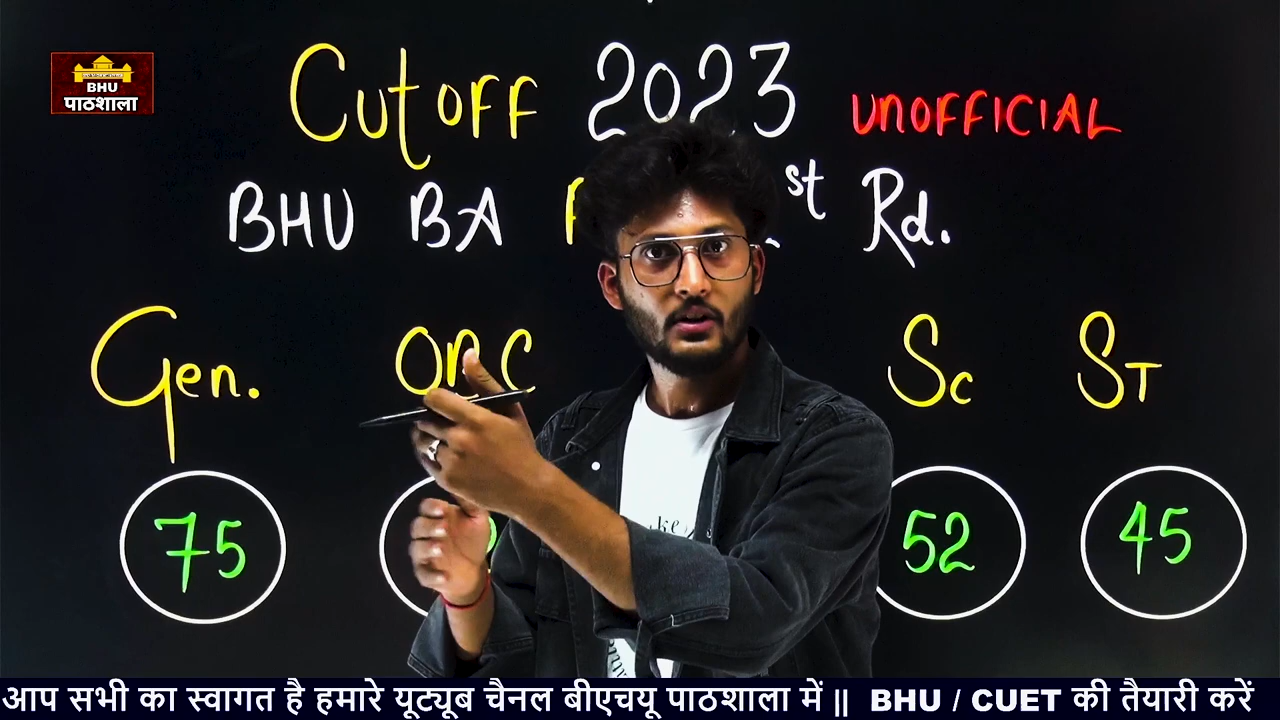 BHU
पाठशाला
Cutoff 2023 UNOFFICIAL
BHU BA st Rd.
Gen. OBC Sc ST
75 52 45
आप सभी का स्वागत है हमारे यूट्यूब चैनल बीएचयू पाठशाला में || BHU / CUET की तैयारी करें